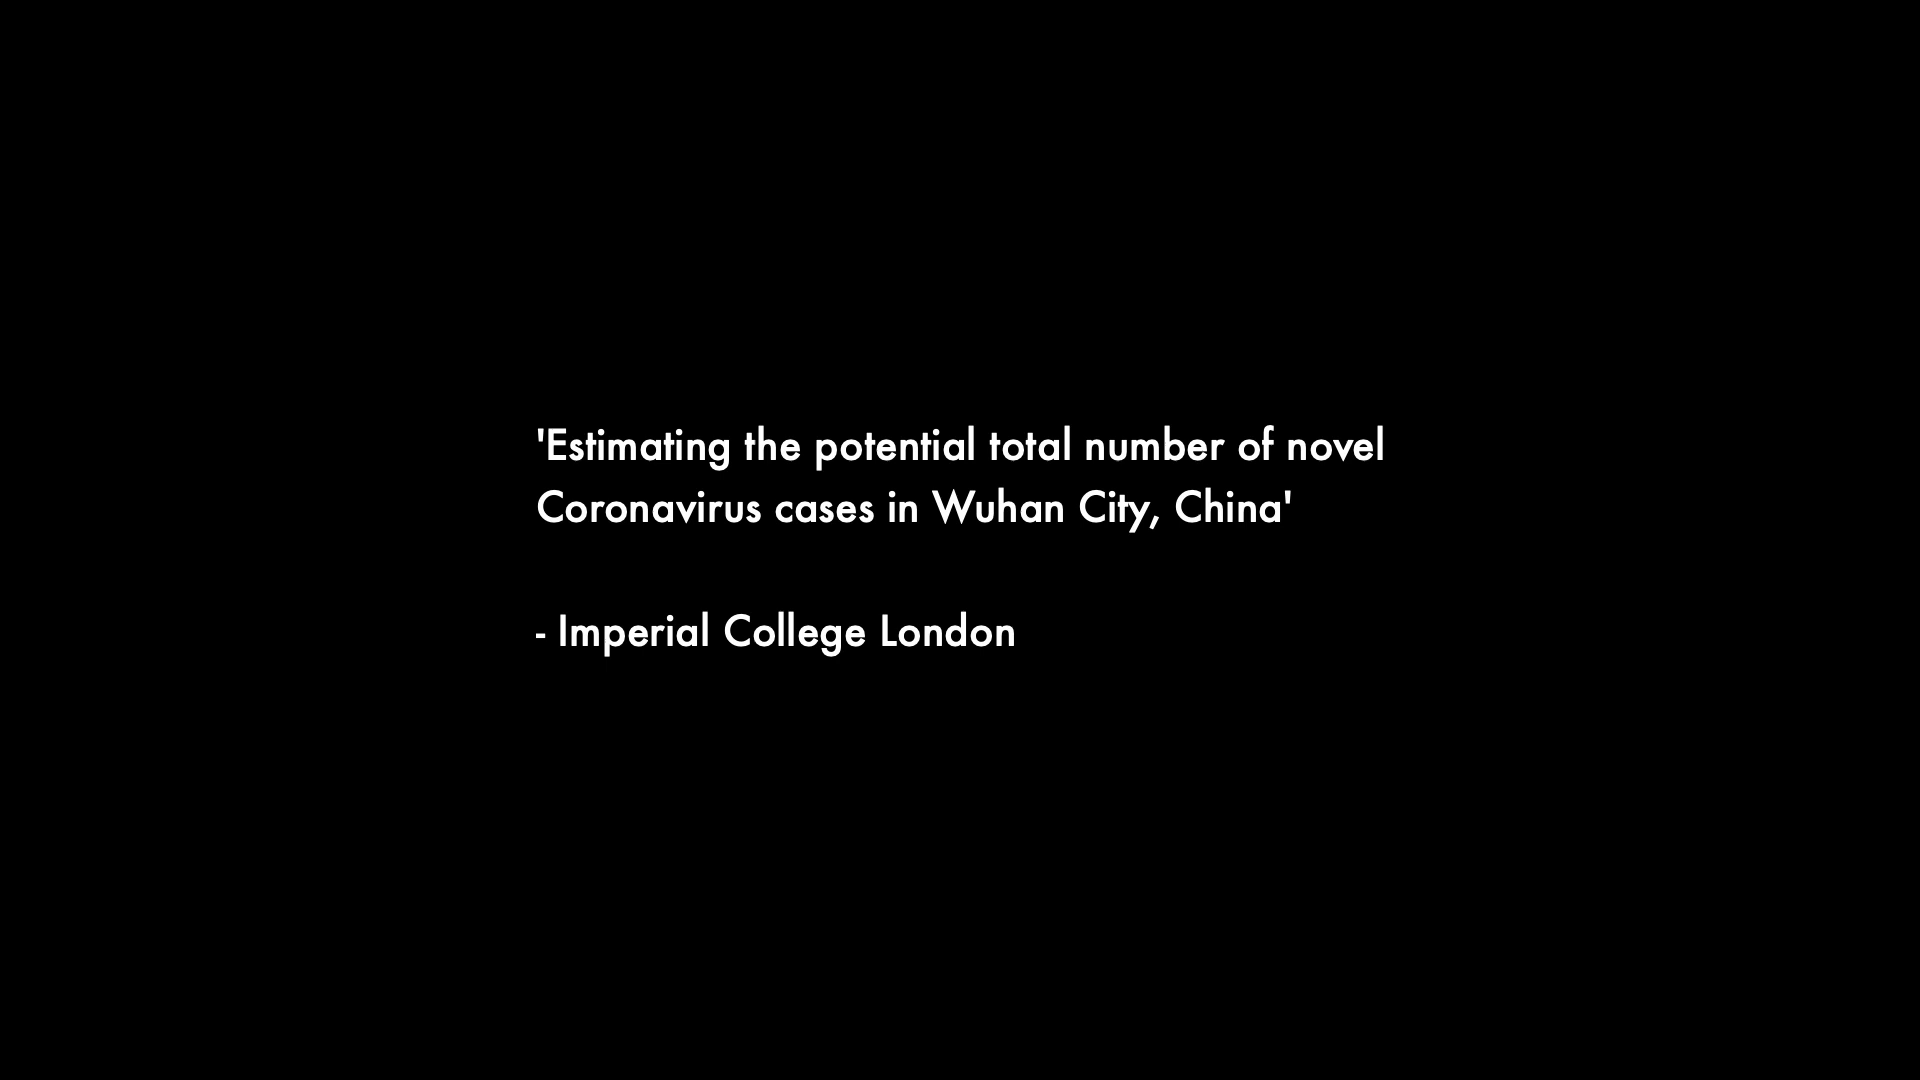 'Estimating the potential total number of novel
Coronavirus cases in Wuhan City, China'
- Imperial College London